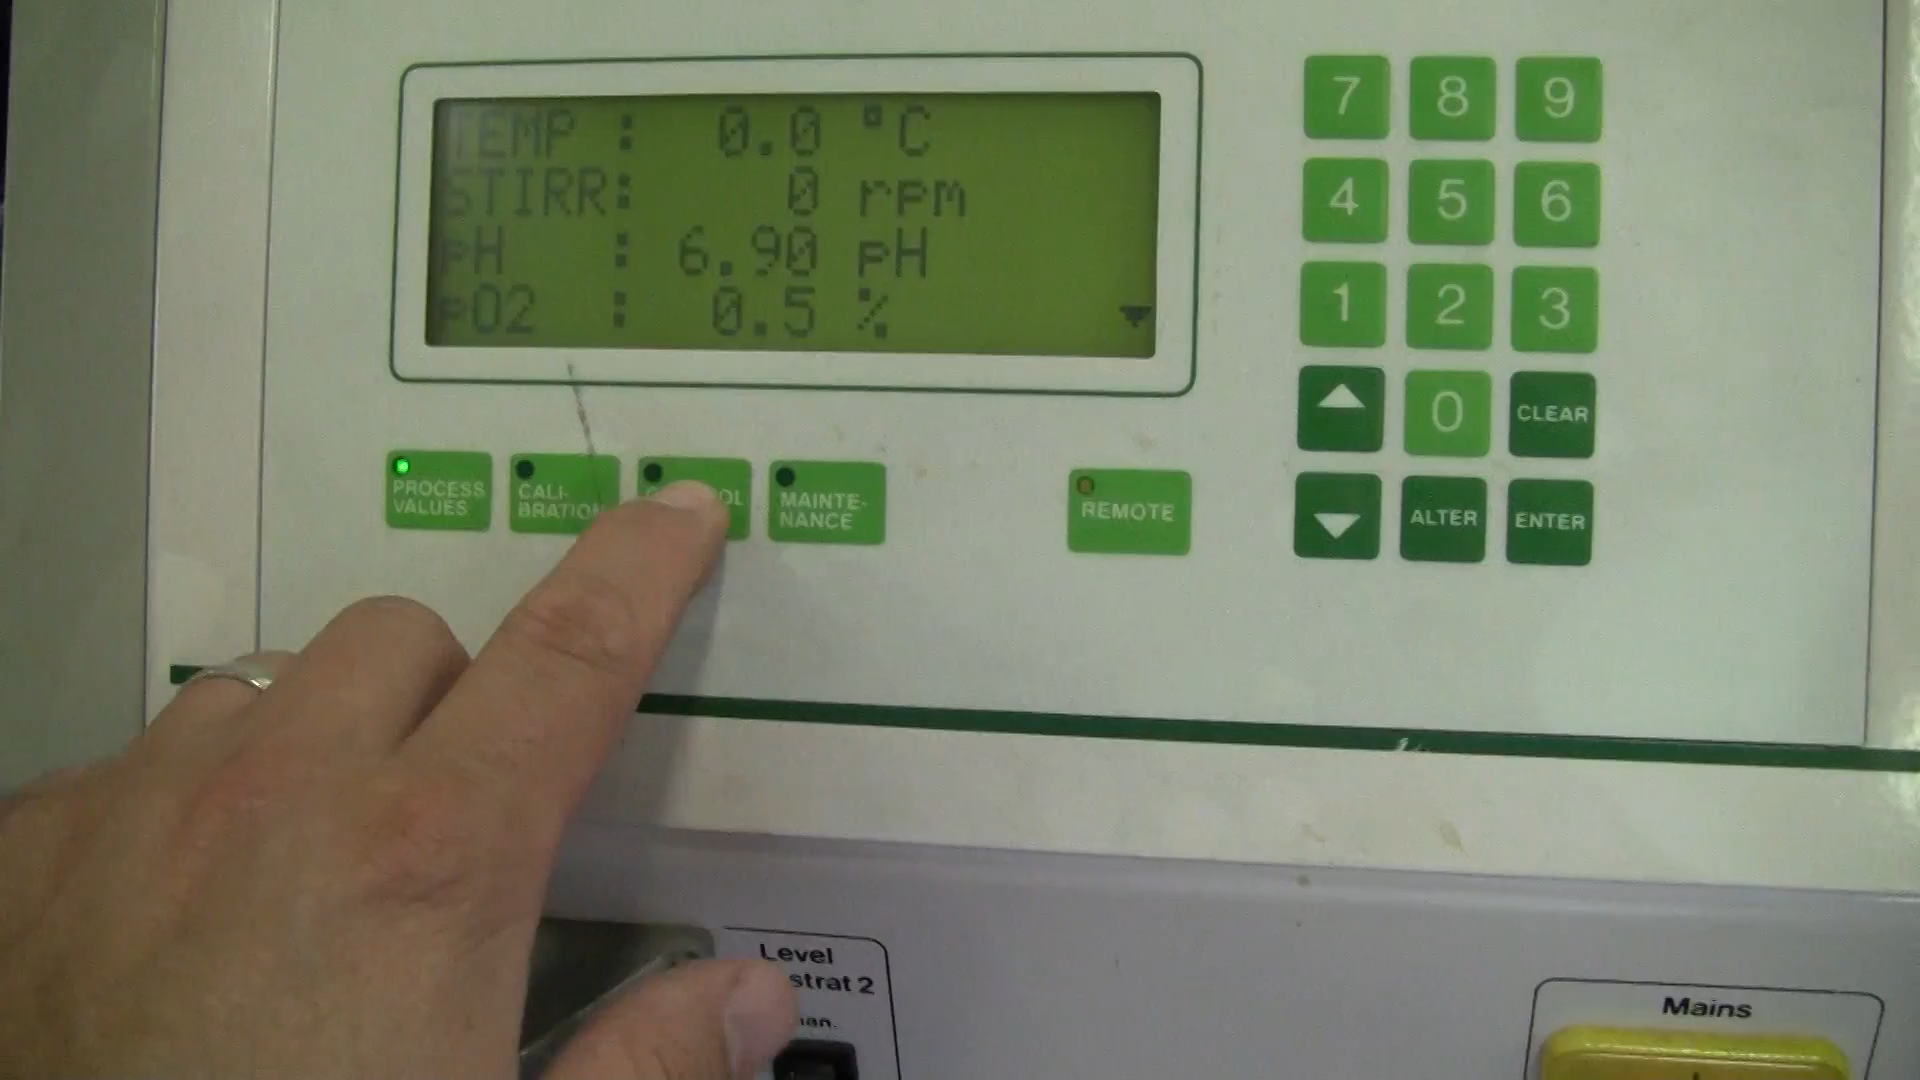 TEMP : 0.0 °C
STIRR: 0 rpm
pH : 6.90 pH
pO2 : 0.5 %
7 8 9
4 5 6
1 2 3
0 CLEAR
ALTER ENTER
PROCESS
VALUES
CALI-
BRATION
MAINTE-
NANCE
REMOTE
Level
strat 2
Mains